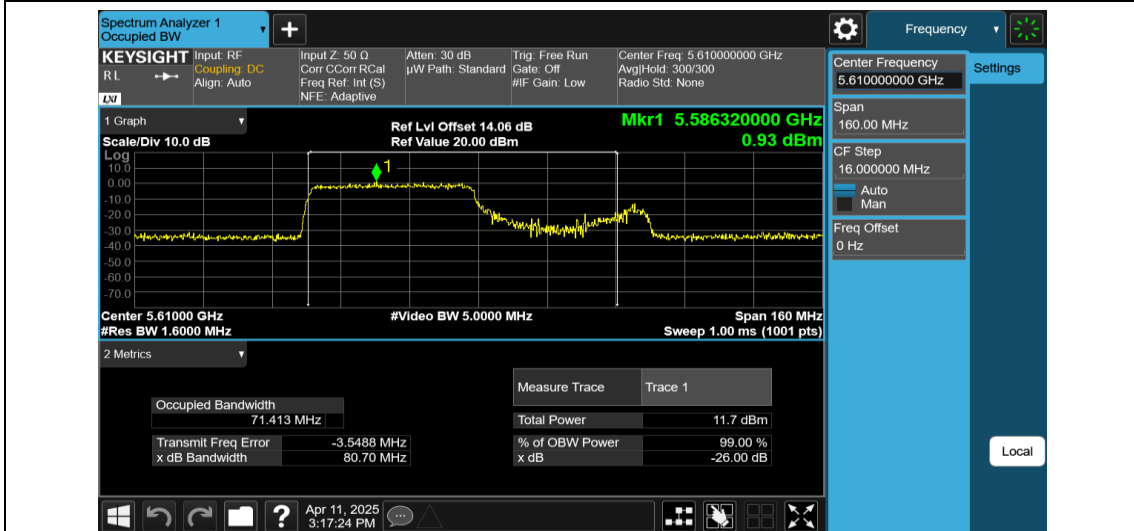 Spectrum Analyzer 1
Occupied BW
Frequency
KEYSIGHT
R L
LXI
Input: RF
Coupling: DC
Align: Auto
Input Z: 50 Ω
Corr CCorr RCal
Freq Ref: Int (S)
NFE: Adaptive
Atten: 30 dB
µW Path: Standard
Trig: Free Run
Gate: Off
#IF Gain: Low
Center Freq: 5.610000000 GHz
Avg|Hold: 300/300
Radio Std: None
Center Frequency
5.610000000 GHz
Settings
Span
160.00 MHz
CF Step
16.000000 MHz
Auto
Man
Freq Offset
0 Hz
1 Graph
Scale/Div 10.0 dB
Ref Lvl Offset 14.06 dB
Ref Value 20.00 dBm
Mkr1 5.586320000 GHz
0.93 dBm
Log
10.0
0.00
-10.0
-20.0
-30.0
-40.0
-50.0
-60.0
-70.0
1
Center 5.61000 GHz
#Video BW 5.0000 MHz
Span 160 MHz
#Res BW 1.6000 MHz
Sweep 1.00 ms (1001 pts)
2 Metrics
Measure Trace Trace 1
Occupied Bandwidth
71.413 MHz
Total Power 11.7 dBm
Transmit Freq Error -3.5488 MHz
% of OBW Power 99.00 %
x dB Bandwidth 80.70 MHz
x dB -26.00 dB
Local
?
Apr 11, 2025
3:17:24 PM